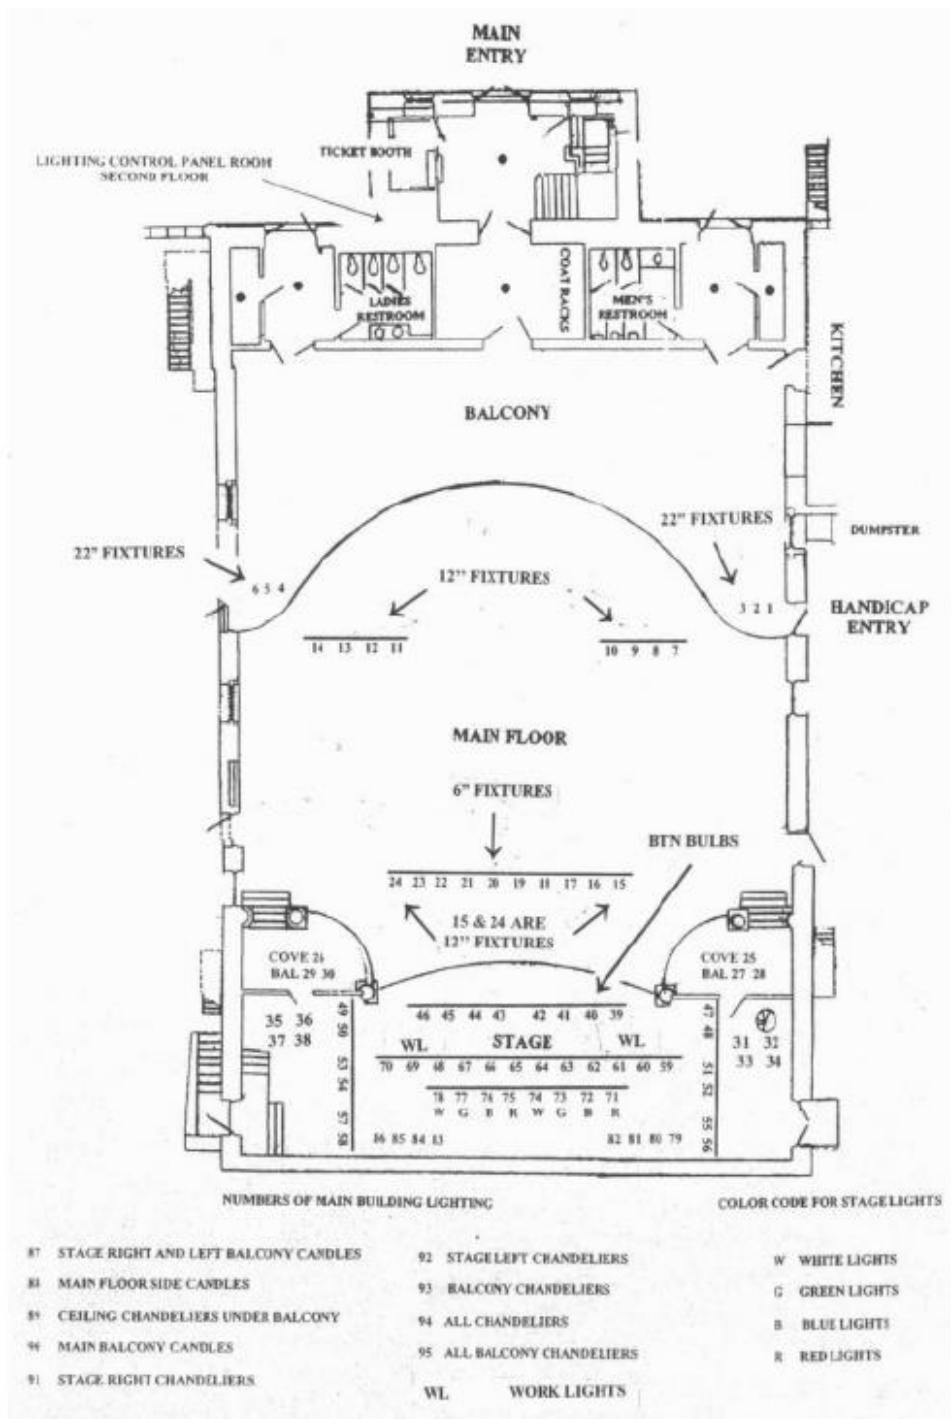 MAIN
ENTRY
TICKET BOOTH
LIGHTING CONTROL PANEL ROOM
SECOND FLOOR
COAT RACKS
LADIES
RESTROOM
MEN'S
RESTROOM
KITCHEN
BALCONY
22" FIXTURES
DUMPSTER
22" FIXTURES
12" FIXTURES
6 5 4
3 2 1
HANDICAP
ENTRY
14 13 12 11
10 9 8 7
MAIN FLOOR
6" FIXTURES
BTN BULBS
24 23 22 21 20 19 18 17 16 15
15 & 24 ARE
12" FIXTURES
COVE 26
BAL 29 30
COVE 25
BAL 27 28
46 45 44 43 42 41 40 39
35 36
37 38
49 50
53 54
57 58
47 48
51 52
55 56
31 32
33 34
WL STAGE WL
70 69 68 67 66 65 64 63 62 61 60 59
78 77 76 75 74 73 72 71
W G B R W G B R
86 85 84 83
82 81 80 79
NUMBERS OF MAIN BUILDING LIGHTING
COLOR CODE FOR STAGE LIGHTS
87 STAGE RIGHT AND LEFT BALCONY CANDLES
88 MAIN FLOOR SIDE CANDLES
89 CEILING CHANDELIERS UNDER BALCONY
90 MAIN BALCONY CANDLES
91 STAGE RIGHT CHANDELIERS
92 STAGE LEFT CHANDELIERS
93 BALCONY CHANDELIERS
94 ALL CHANDELIERS
95 ALL BALCONY CHANDELIERS
WL WORK LIGHTS
W WHITE LIGHTS
G GREEN LIGHTS
B BLUE LIGHTS
R RED LIGHTS